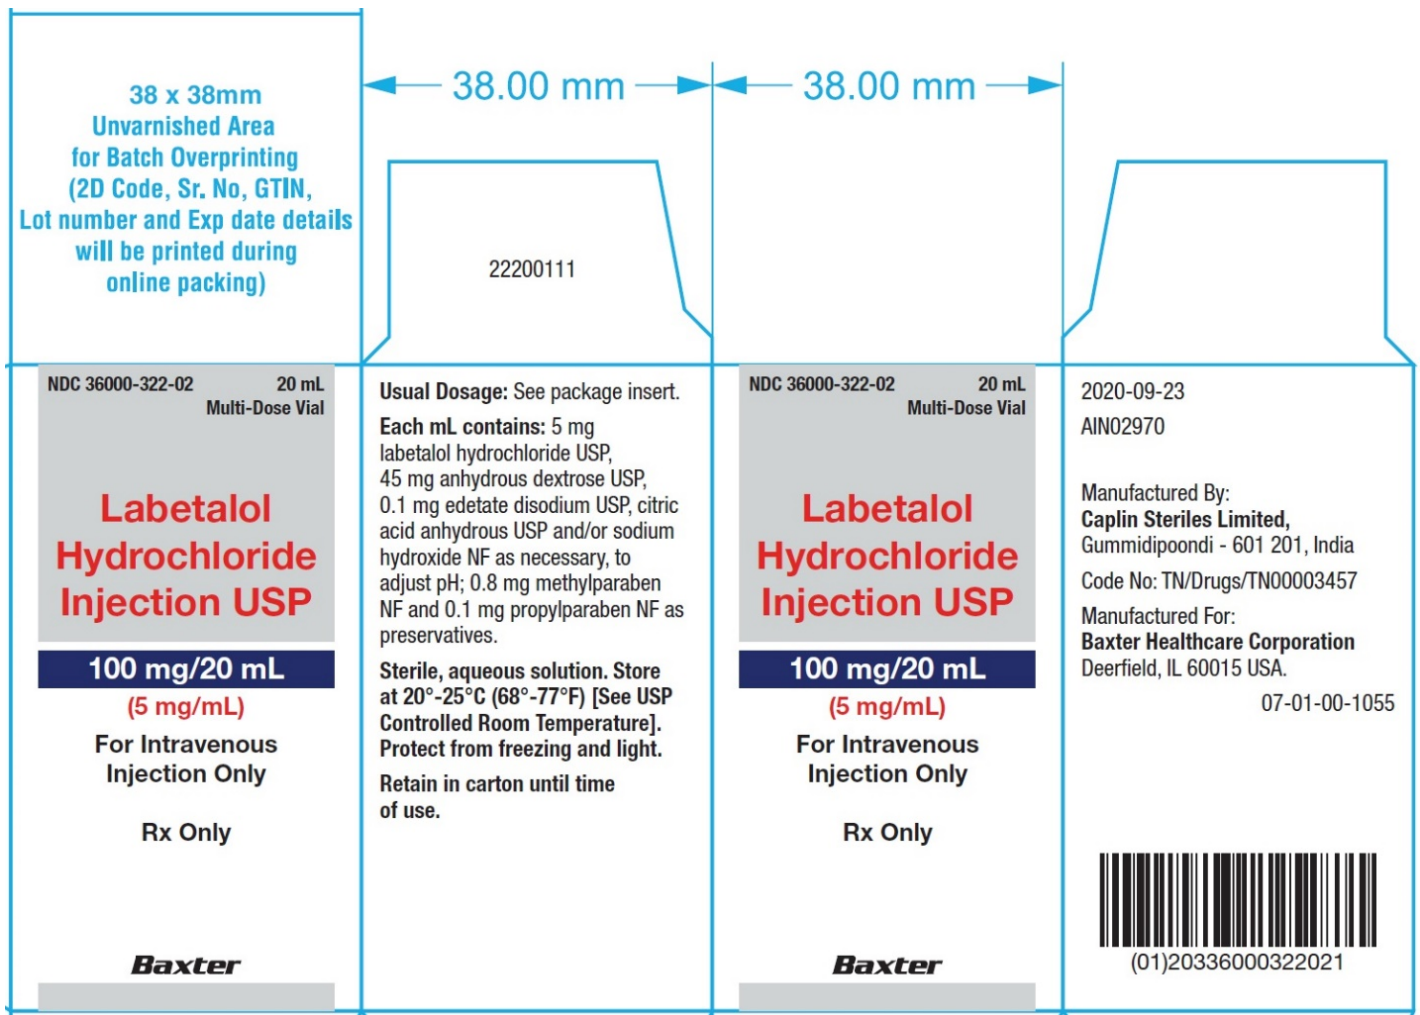 38 x 38mm
Unvarnished Area
for Batch Overprinting
(2D Code, Sr. No, GTIN,
Lot number and Exp date details
will be printed during
online packing)
38.00 mm
38.00 mm
22200111
NDC 36000-322-02 20 mL
Multi-Dose Vial
Labetalol
Hydrochloride
Injection USP
100 mg/20 mL
(5 mg/mL)
For Intravenous
Injection Only
Rx Only
Baxter
Usual Dosage: See package insert.
Each mL contains: 5 mg
labetalol hydrochloride USP,
45 mg anhydrous dextrose USP,
0.1 mg edetate disodium USP, citric
acid anhydrous USP and/or sodium
hydroxide NF as necessary, to
adjust pH; 0.8 mg methylparaben
NF and 0.1 mg propylparaben NF as
preservatives.
Sterile, aqueous solution. Store
at 20°-25°C (68°-77°F) [See USP
Controlled Room Temperature].
Protect from freezing and light.
Retain in carton until time
of use.
NDC 36000-322-02 20 mL
Multi-Dose Vial
Labetalol
Hydrochloride
Injection USP
100 mg/20 mL
(5 mg/mL)
For Intravenous
Injection Only
Rx Only
Baxter
2020-09-23
AIN02970
Manufactured By:
Caplin Steriles Limited,
Gummidipoondi - 601 201, India
Code No: TN/Drugs/TN00003457
Manufactured For:
Baxter Healthcare Corporation
Deerfield, IL 60015 USA.
07-01-00-1055
(01)20336000322021